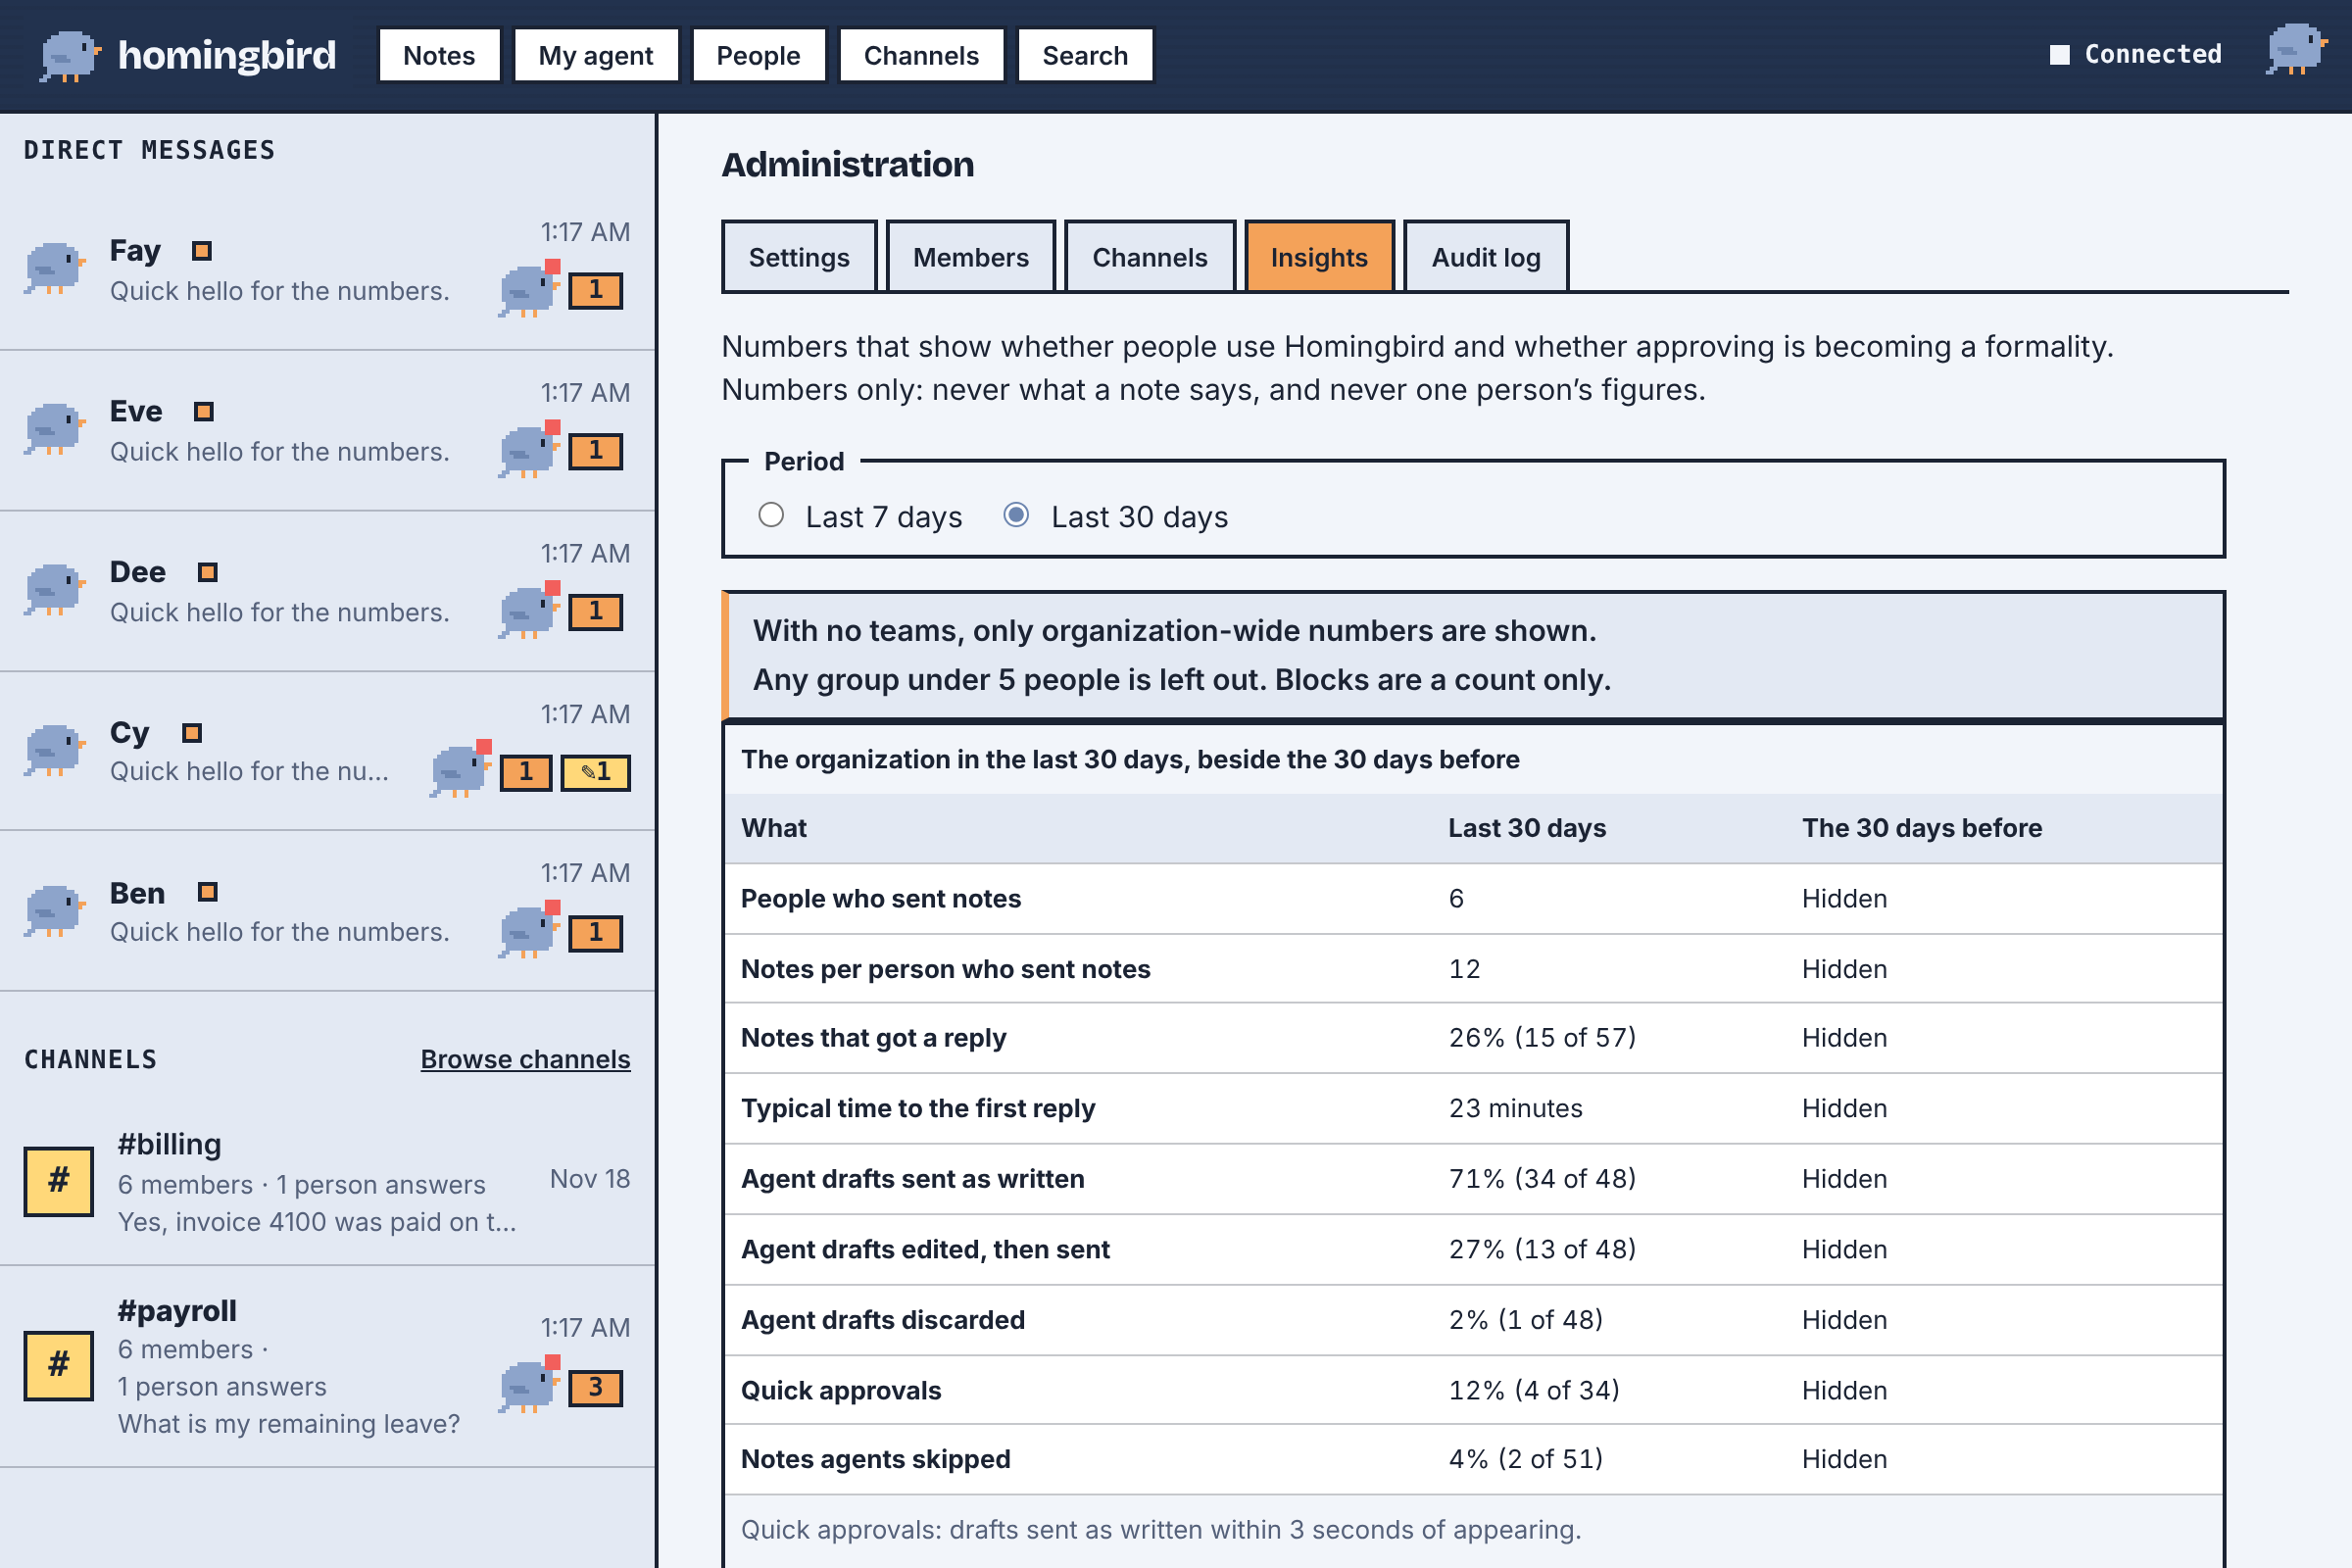 homingbird
Notes
My agent
People
Channels
Search
Connected
DIRECT MESSAGES
Fay
1:17 AM
Quick hello for the numbers.
1
Eve
1:17 AM
Quick hello for the numbers.
1
Dee
1:17 AM
Quick hello for the numbers.
1
Cy
1:17 AM
Quick hello for the nu...
1
✎1
Ben
1:17 AM
Quick hello for the numbers.
1
CHANNELS
Browse channels
#
#billing
6 members · 1 person answers
Nov 18
Yes, invoice 4100 was paid on t...
#
#payroll
1:17 AM
6 members ·
1 person answers
3
What is my remaining leave?
Administration
Settings
Members
Channels
Insights
Audit log
Numbers that show whether people use Homingbird and whether approving is becoming a formality.
Numbers only: never what a note says, and never one person’s figures.
Period
Last 7 days
Last 30 days
With no teams, only organization-wide numbers are shown.
Any group under 5 people is left out. Blocks are a count only.
The organization in the last 30 days, beside the 30 days before
What Last 30 days The 30 days before
People who sent notes 6 Hidden
Notes per person who sent notes 12 Hidden
Notes that got a reply 26% (15 of 57) Hidden
Typical time to the first reply 23 minutes Hidden
Agent drafts sent as written 71% (34 of 48) Hidden
Agent drafts edited, then sent 27% (13 of 48) Hidden
Agent drafts discarded 2% (1 of 48) Hidden
Quick approvals 12% (4 of 34) Hidden
Notes agents skipped 4% (2 of 51) Hidden
Quick approvals: drafts sent as written within 3 seconds of appearing.